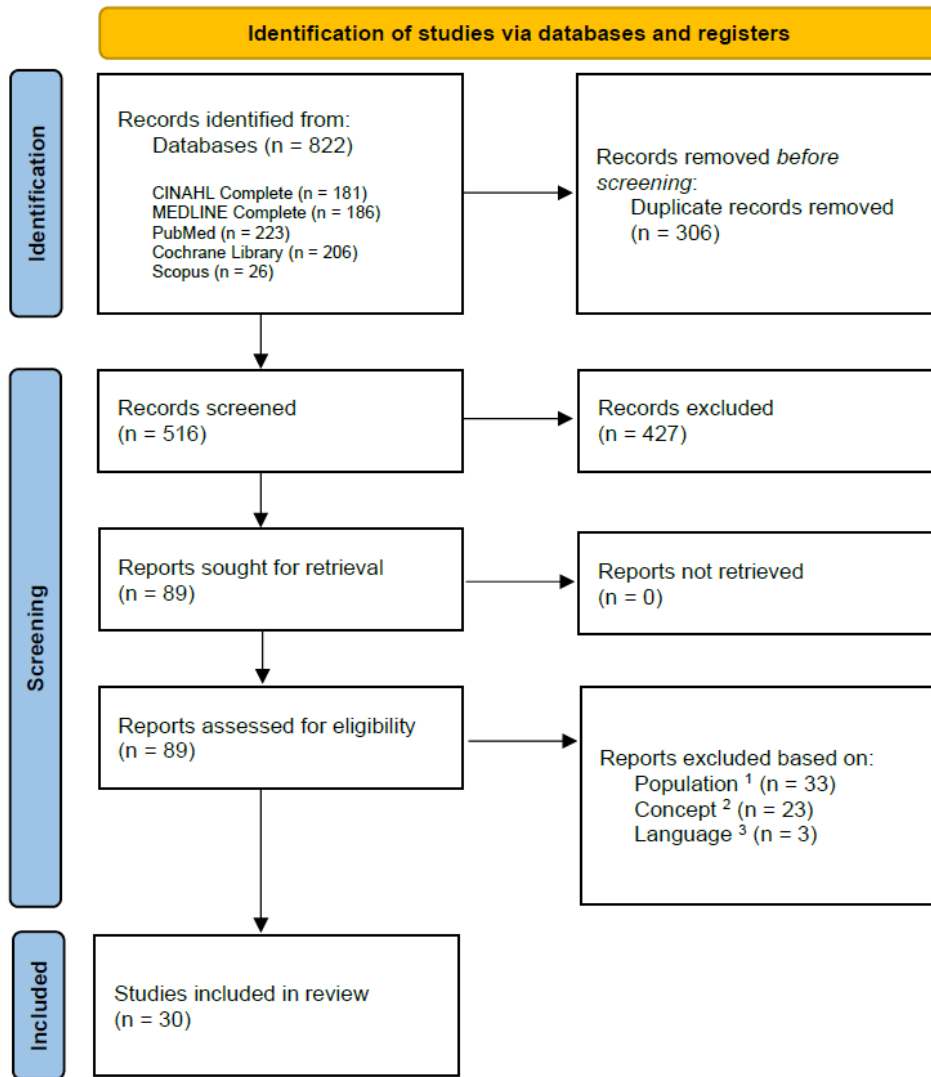 Identification of studies via databases and registers
Identification
Records identified from:
Databases (n = 822)
CINAHL Complete (n = 181)
MEDLINE Complete (n = 186)
PubMed (n = 223)
Cochrane Library (n = 206)
Scopus (n = 26)
Records removed before
screening:
Duplicate records removed
(n = 306)
Screening
Records screened
(n = 516)
Records excluded
(n = 427)
Reports sought for retrieval
(n = 89)
Reports not retrieved
(n = 0)
Reports assessed for eligibility
(n = 89)
Reports excluded based on:
Population ¹ (n = 33)
Concept ² (n = 23)
Language ³ (n = 3)
Included
Studies included in review
(n = 30)